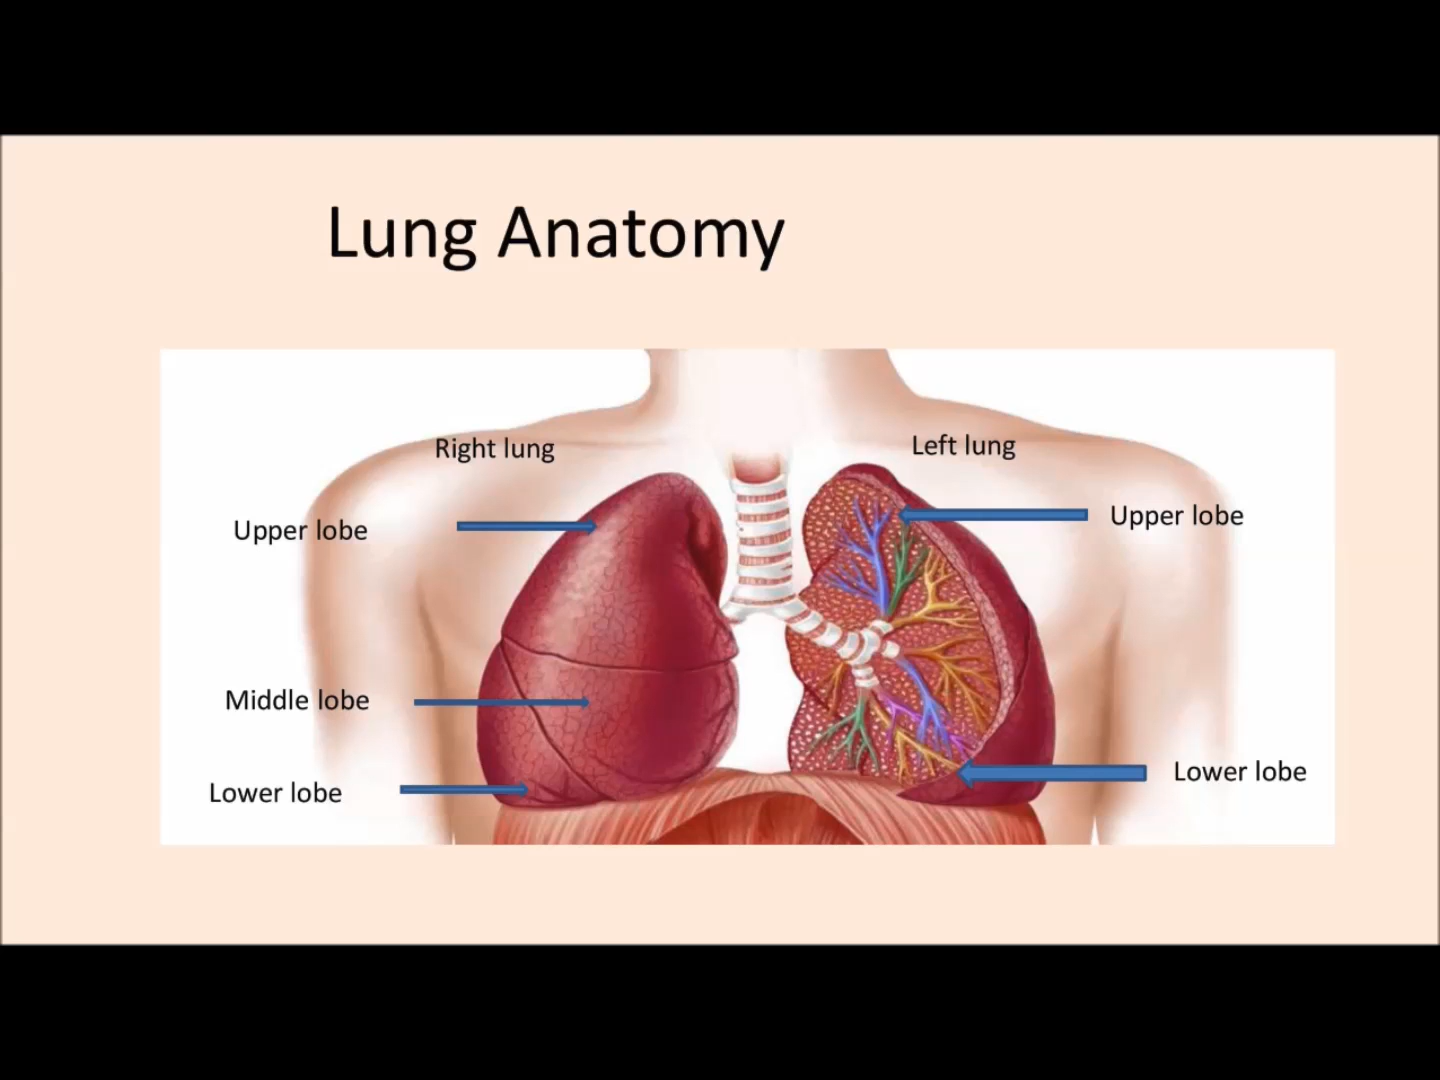 Lung Anatomy
Right lung
Left lung
Upper lobe
Upper lobe
Middle lobe
Lower lobe
Lower lobe